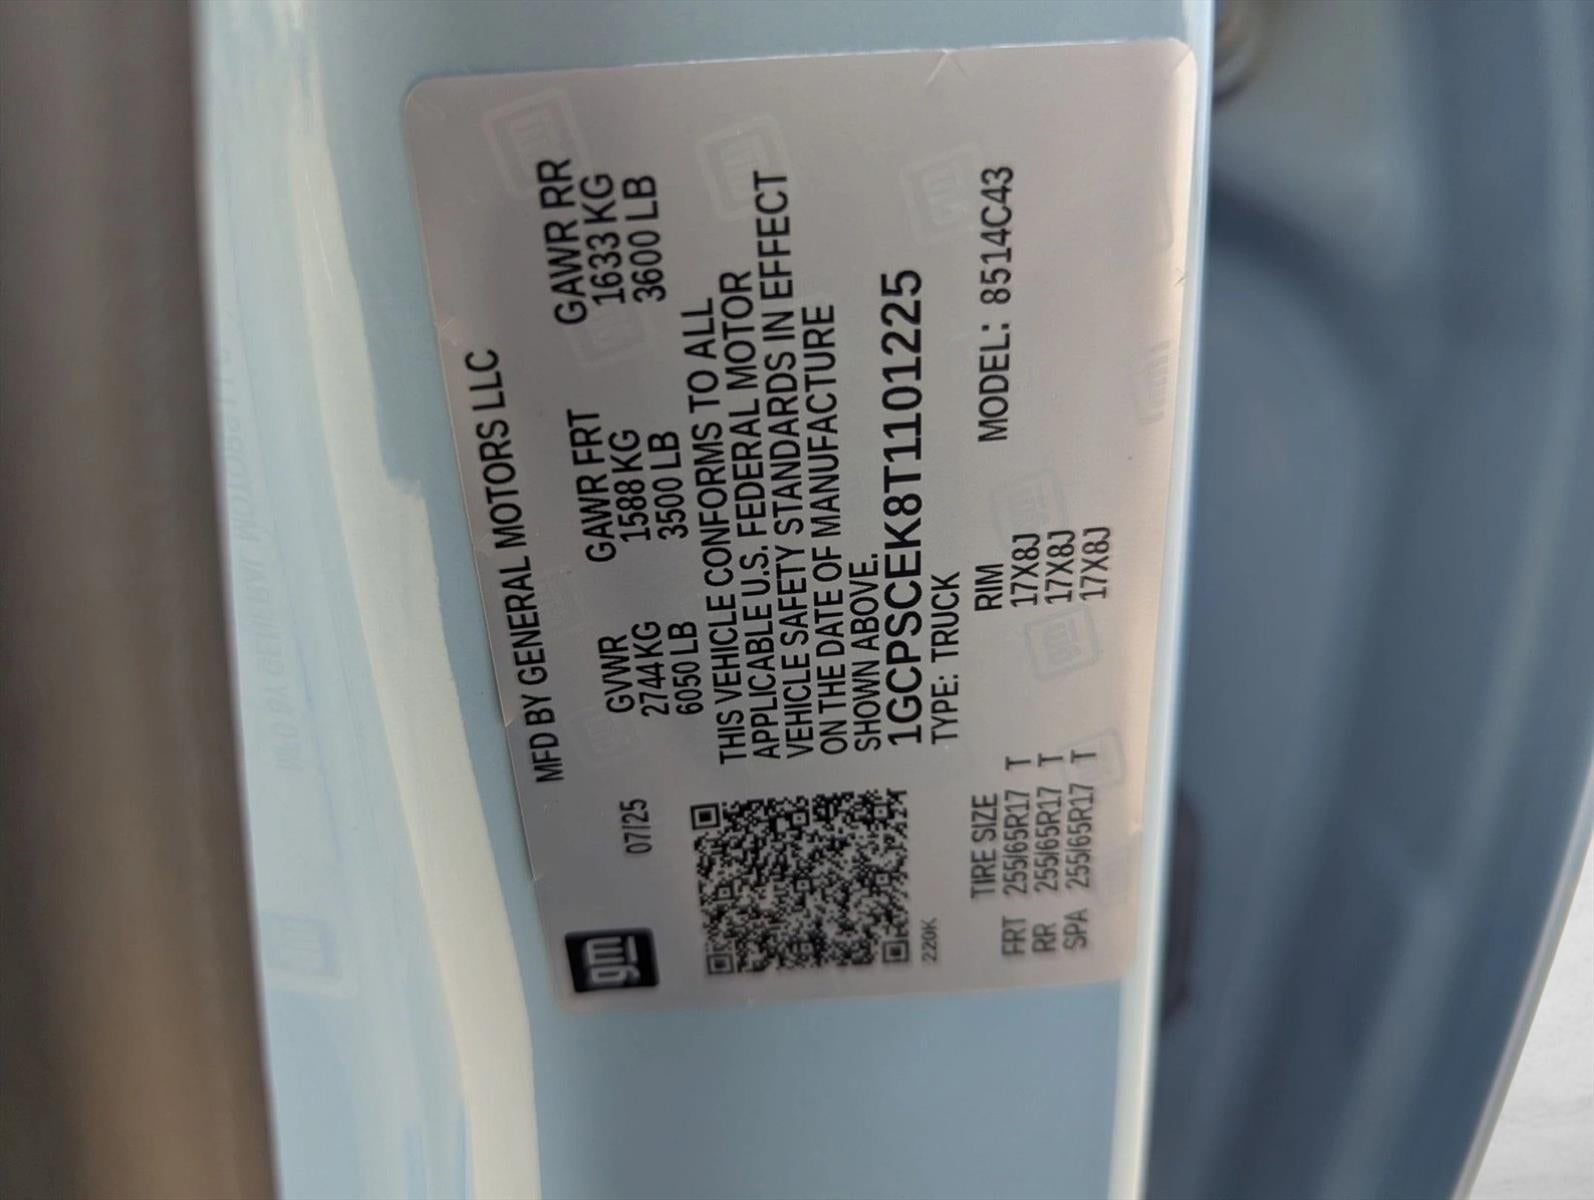 gm
07/25
MFD BY GENERAL MOTORS LLC
GVWR GAWR FRT GAWR RR
2744 KG 1588 KG 1633 KG
6050 LB 3500 LB 3600 LB
THIS VEHICLE CONFORMS TO ALL
APPLICABLE U.S. FEDERAL MOTOR
VEHICLE SAFETY STANDARDS IN EFFECT
ON THE DATE OF MANUFACTURE
SHOWN ABOVE.
1GCPSCEK8T1101225
TYPE: TRUCK MODEL: 8514C43
220K
TIRE SIZE RIM
FRT 255/65R17 T 17X8J
RR 255/65R17 T 17X8J
SPA 255/65R17 T 17X8J